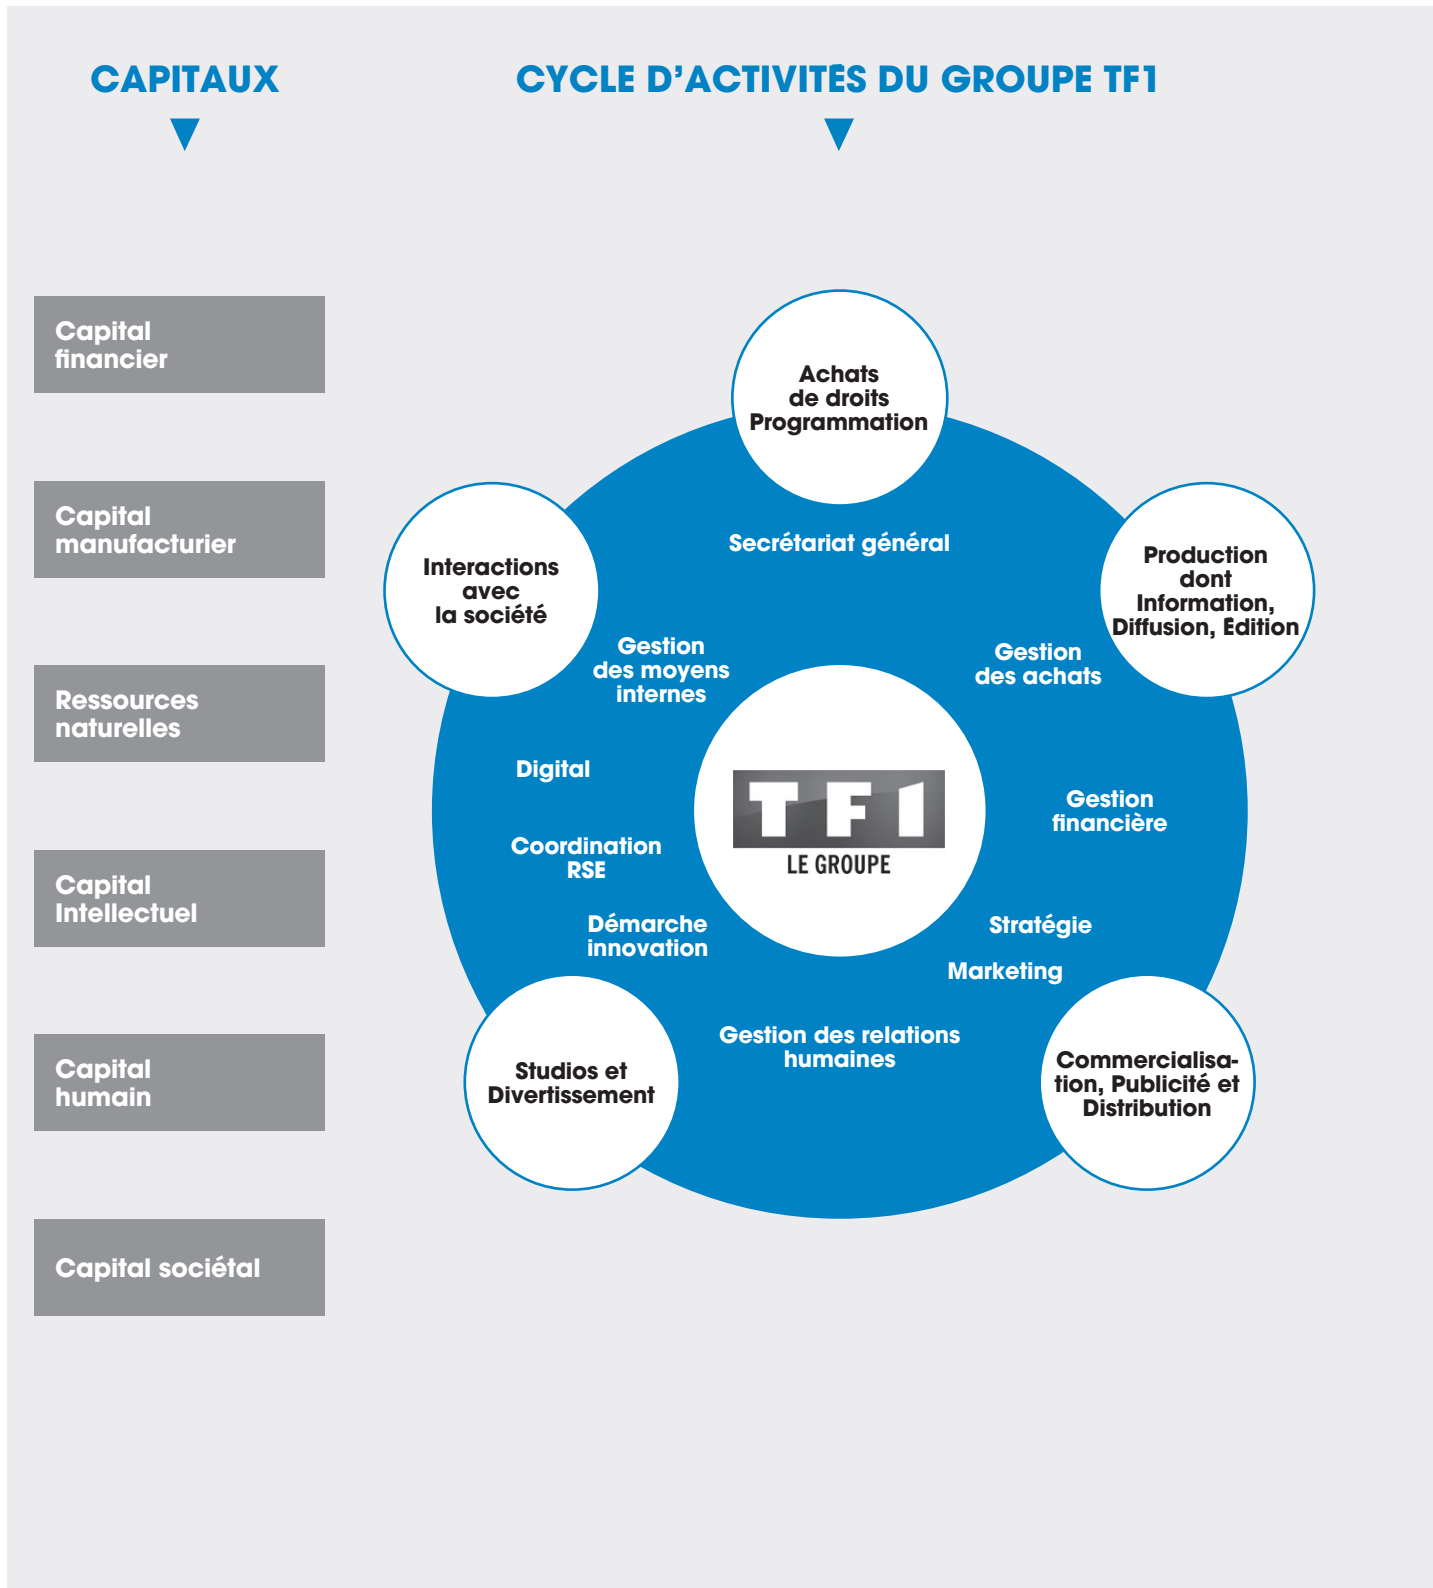 CAPITAUX
CYCLE D'ACTIVITÉS DU GROUPE TF1
Capital
financier
Capital
manufacturier
Ressources
naturelles
Capital
Intellectuel
Capital
humain
Capital sociétal
Achats
de droits
Programmation
Interactions
avec
la société
Production
dont
Information,
Diffusion, Édition
Secrétariat général
Gestion
des moyens
internes
Gestion
des achats
Digital
TF1
LE GROUPE
Gestion
financière
Coordination
RSE
Démarche
innovation
Stratégie
Marketing
Gestion des relations
humaines
Studios et
Divertissement
Commercialisa-
tion, Publicité et
Distribution